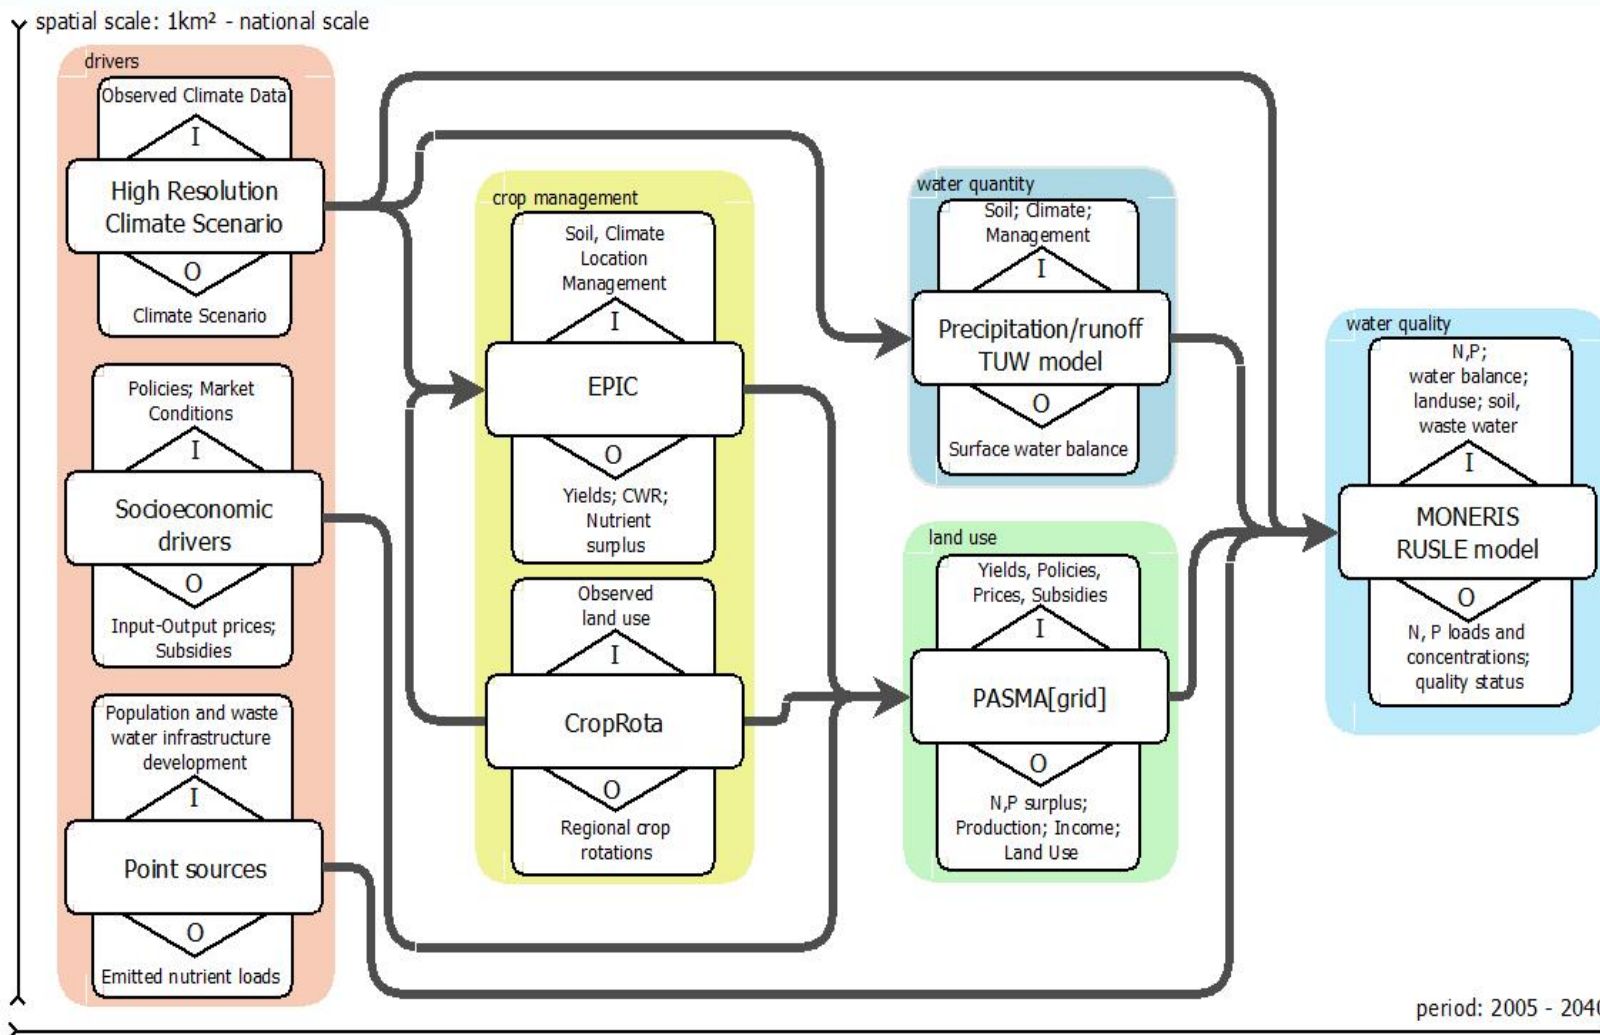 spatial scale: 1km² - national scale
drivers
Observed Climate Data
I
High Resolution
Climate Scenario
O
Climate Scenario
Policies; Market
Conditions
I
Socioeconomic
drivers
O
Input-Output prices;
Subsidies
Population and waste
water infrastructure
development
I
Point sources
O
Emitted nutrient loads
crop management
Soil, Climate
Location
Management
I
EPIC
O
Yields; CWR;
Nutrient
surplus
Observed
land use
I
CropRota
O
Regional crop
rotations
water quantity
Soil; Climate;
Management
I
Precipitation/runoff
TUW model
O
Surface water balance
land use
Yields, Policies,
Prices, Subsidies
I
PASMA[grid]
O
N,P surplus;
Production; Income;
Land Use
water quality
N,P;
water balance;
landuse; soil,
waste water
I
MONERIS
RUSLE model
O
N, P loads and
concentrations;
quality status
period: 2005 - 2040